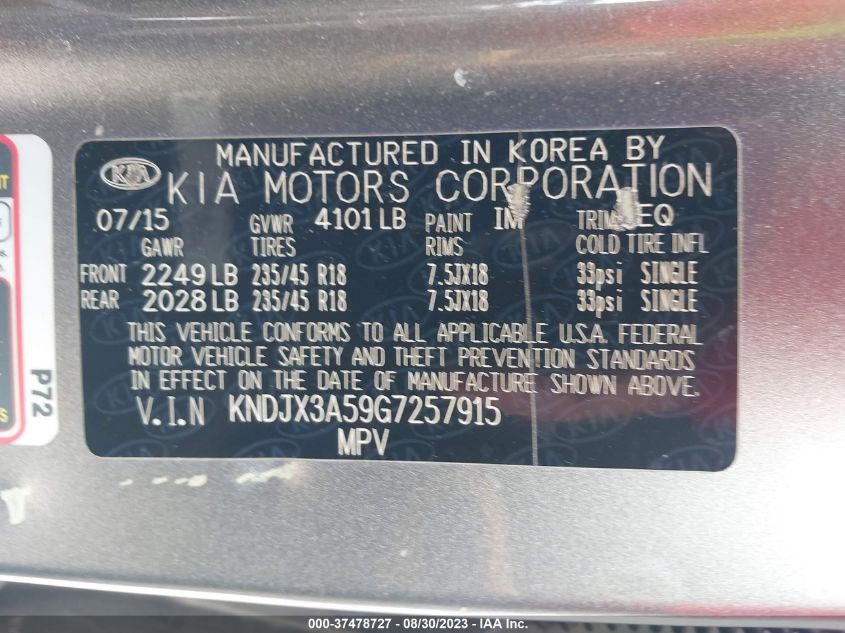 MANUFACTURED IN KOREA BY
KIA KIA MOTORS CORPORATION
07/15 GVWR 4101 LB PAINT IM TRIM EQ
GAWR TIRES RIMS COLD TIRE INFL
FRONT 2249 LB 235/45 R18 7.5JX18 33psi SINGLE
REAR 2028 LB 235/45 R18 7.5JX18 33psi SINGLE
THIS VEHICLE CONFORMS TO ALL APPLICABLE U.S.A. FEDERAL
MOTOR VEHICLE SAFETY AND THEFT PREVENTION STANDARDS
IN EFFECT ON THE DATE OF MANUFACTURE SHOWN ABOVE.
V.I.N KNDJX3A59G7257915
MPV
P72
000-37478727 - 08/30/2023 - IAA Inc.